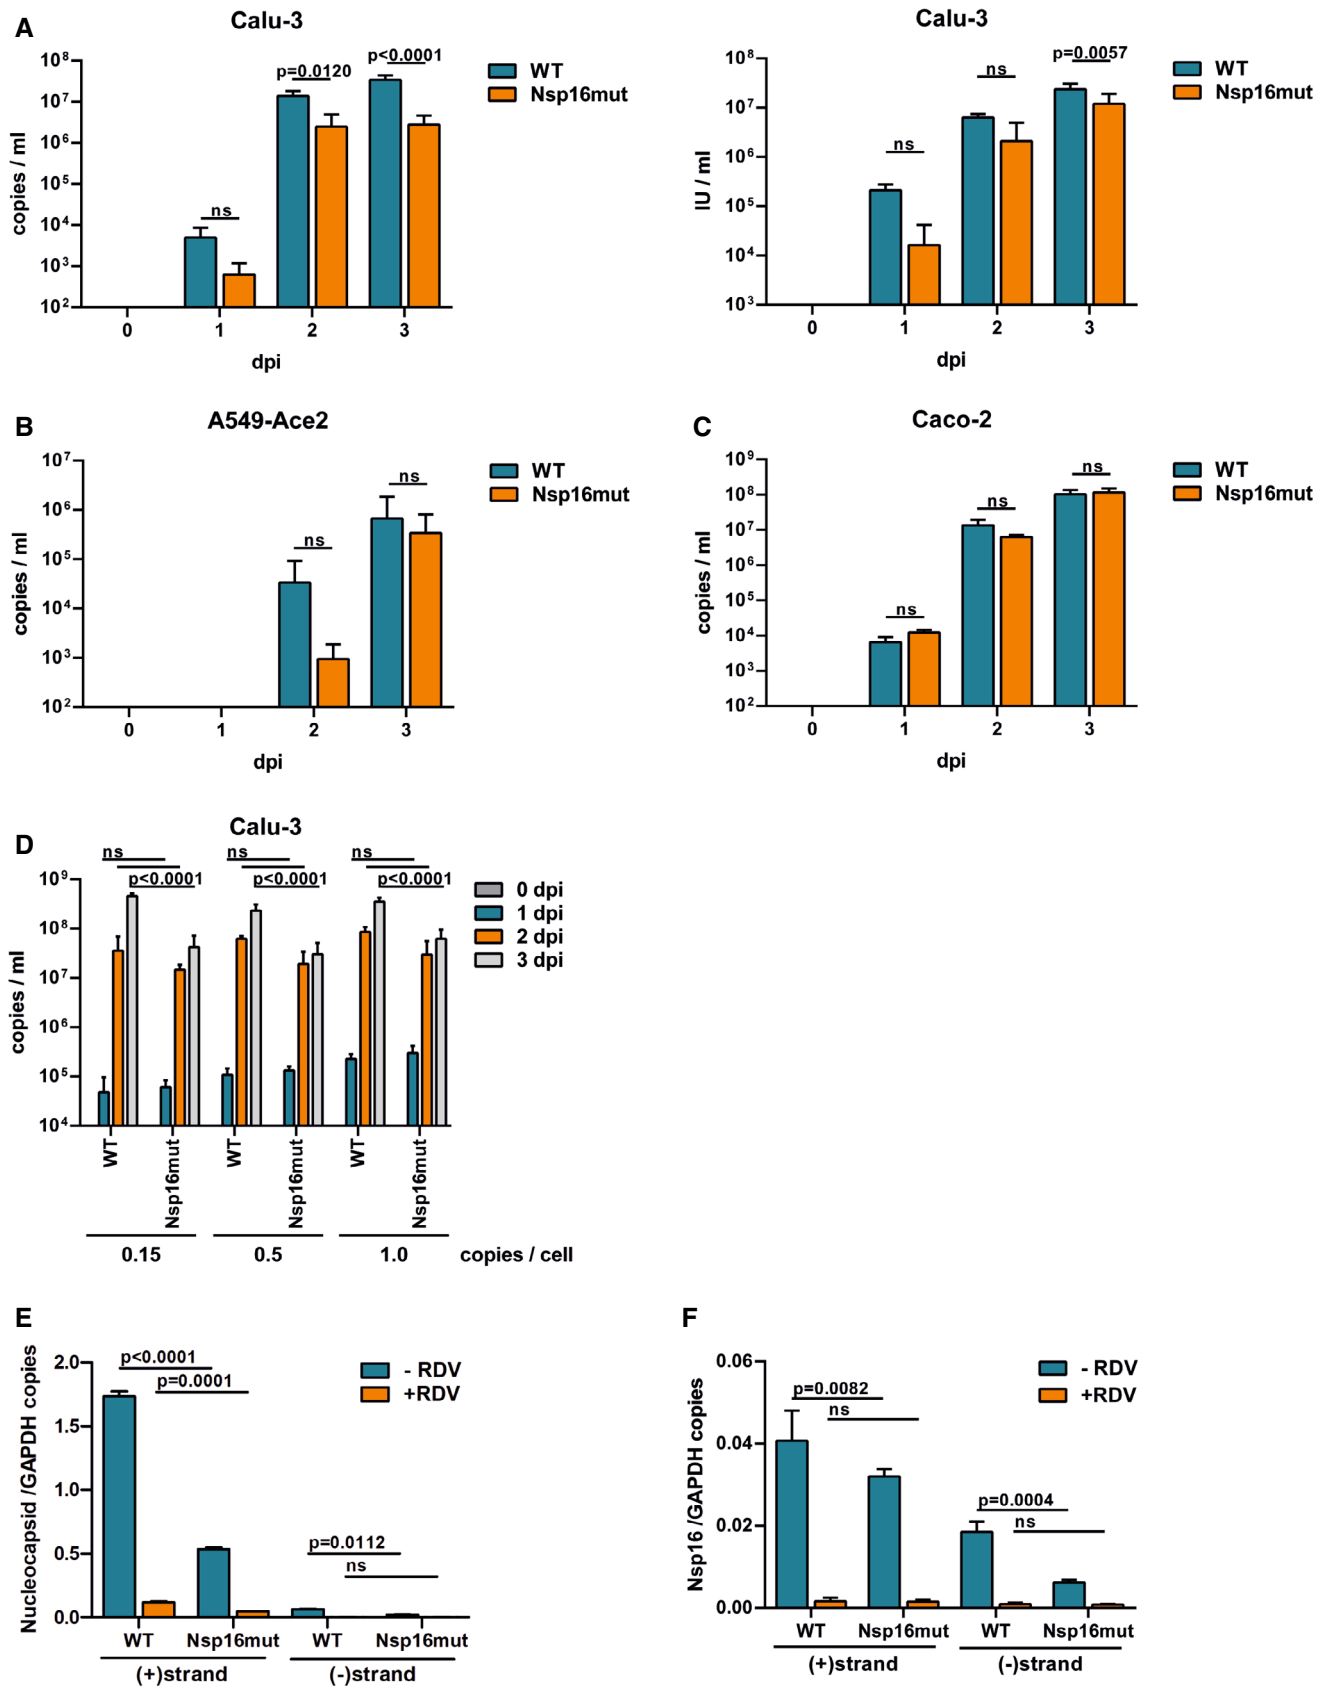 A
Calu-3
copies / ml
10⁸
10⁷
10⁶
10⁵
10⁴
10³
10²
ns
p=0.0120
p<0.0001
WT
Nsp16mut
0 1 2 3
dpi
Calu-3
IU / ml
10⁸
10⁷
10⁶
10⁵
10⁴
10³
ns
ns
p=0.0057
WT
Nsp16mut
0 1 2 3
dpi
B
A549-Ace2
copies / ml
10⁷
10⁶
10⁵
10⁴
10³
10²
ns
ns
WT
Nsp16mut
0 1 2 3
dpi
C
Caco-2
copies / ml
10⁹
10⁸
10⁷
10⁶
10⁵
10⁴
10³
10²
ns
ns
ns
WT
Nsp16mut
0 1 2 3
dpi
D
Calu-3
copies / ml
10⁹
10⁸
10⁷
10⁶
10⁵
10⁴
ns ns ns
p<0.0001 p<0.0001 p<0.0001
0 dpi
1 dpi
2 dpi
3 dpi
WT Nsp16mut WT Nsp16mut WT Nsp16mut
0.15 0.5 1.0 copies / cell
E
Nucleocapsid /GAPDH copies
2.0
1.5
1.0
0.5
0.0
p<0.0001
p=0.0001
p=0.0112
ns
- RDV
+RDV
WT Nsp16mut WT Nsp16mut
(+)strand (-)strand
F
Nsp16 /GAPDH copies
0.06
0.04
0.02
0.00
p=0.0082
ns
p=0.0004
ns
- RDV
+RDV
WT Nsp16mut WT Nsp16mut
(+)strand (-)strand